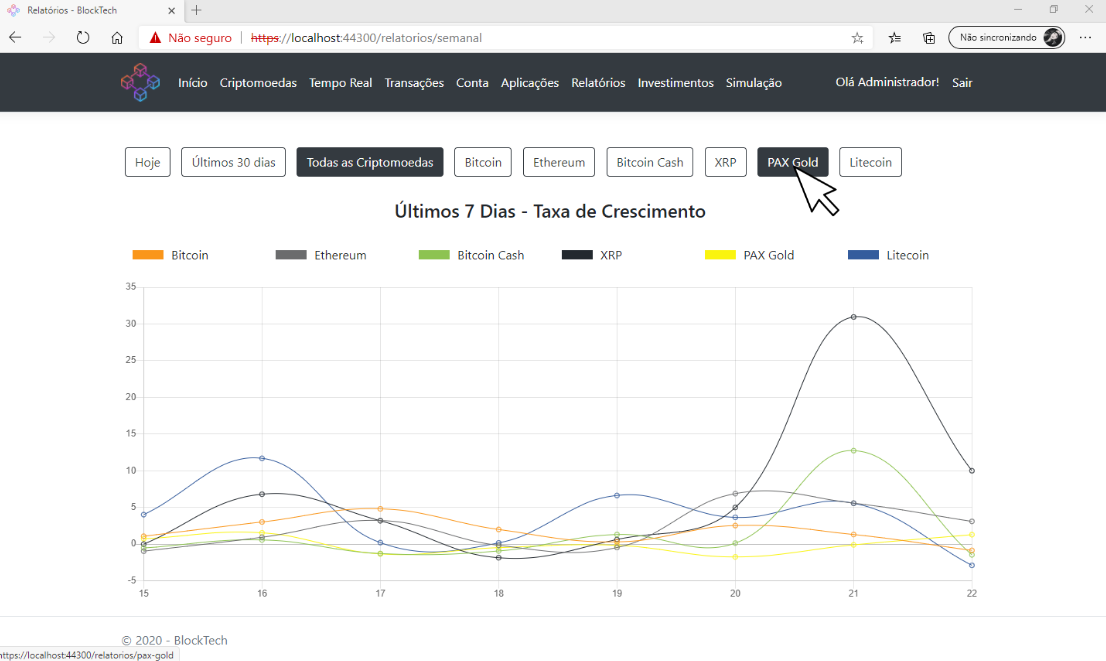 Relatórios - BlockTech
Não seguro | https://localhost:44300/relatorios/semanal
Não sincronizando
Início Criptomoedas Tempo Real Transações Conta Aplicações Relatórios Investimentos Simulação Olá Administrador! Sair
Hoje Últimos 30 dias Todas as Criptomoedas Bitcoin Ethereum Bitcoin Cash XRP PAX Gold Litecoin
Últimos 7 Dias - Taxa de Crescimento
Bitcoin Ethereum Bitcoin Cash XRP PAX Gold Litecoin
35
30
25
20
15
10
5
0
-5
15 16 17 18 19 20 21 22
© 2020 - BlockTech
https://localhost:44300/relatorios/pax-gold